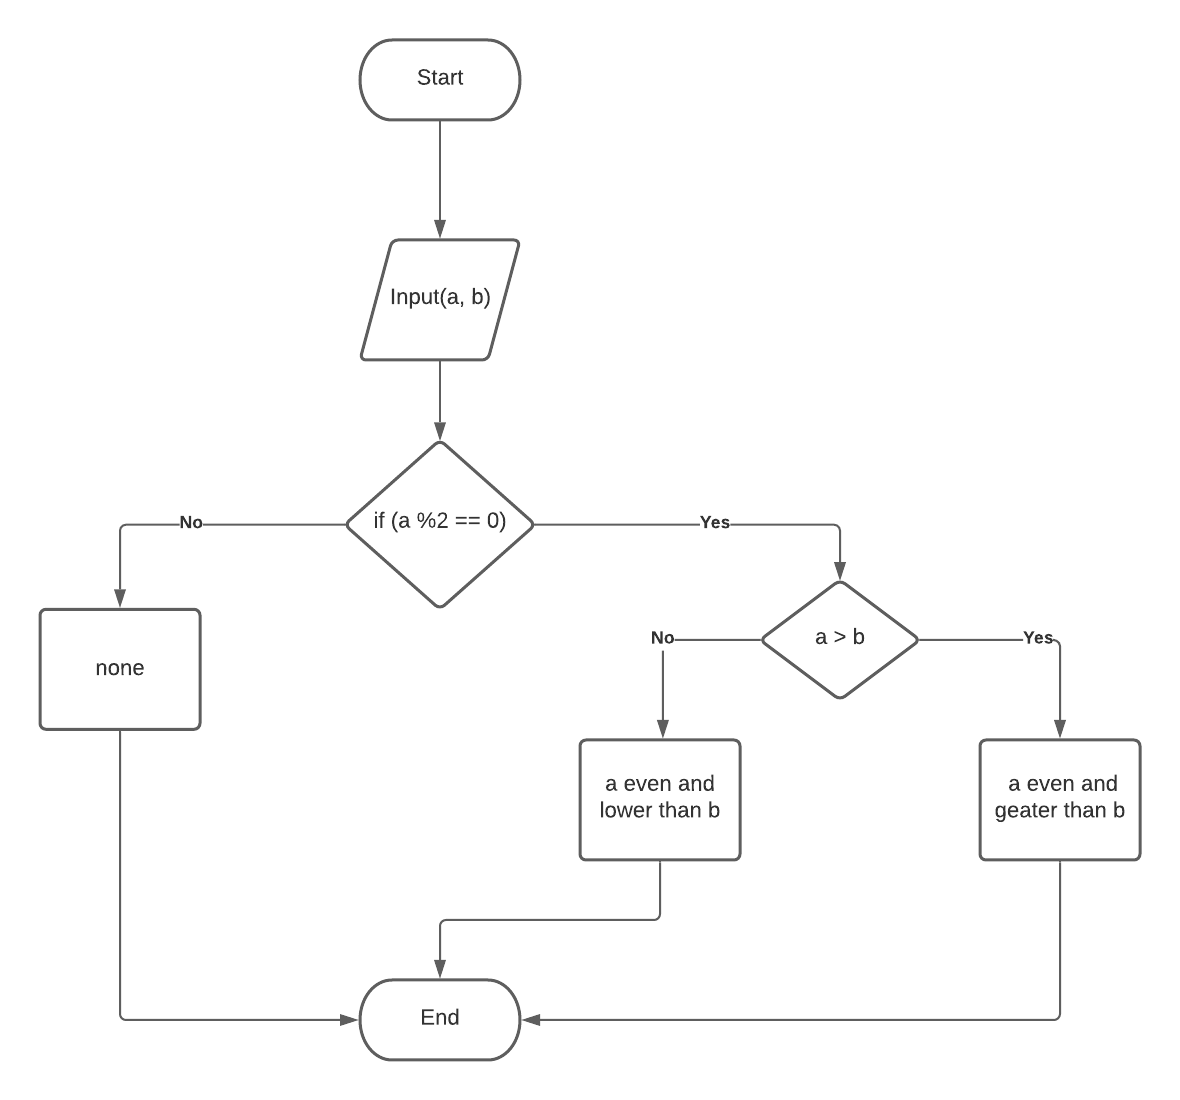 Start
Input(a, b)
if (a %2 == 0)
No
Yes
none
a > b
No
Yes
a even and
lower than b
a even and
geater than b
End